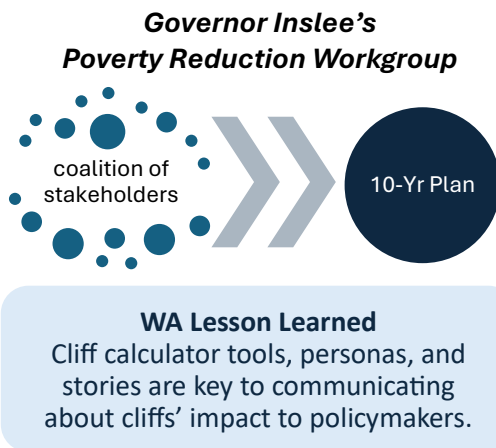 Governor Inslee's
Poverty Reduction Workgroup
coalition of
stakeholders
10-Yr Plan
WA Lesson Learned
Cliff calculator tools, personas, and
stories are key to communicating
about cliffs' impact to policymakers.